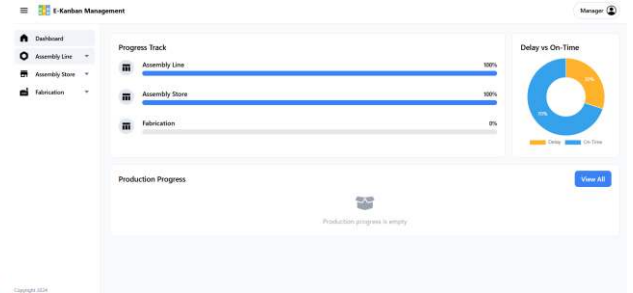 E-Kanban Management
Manager
Dashboard
Assembly Line
Assembly Store
Fabrication
Progress Track
Assembly Line 100%
Assembly Store 100%
Fabrication 0%
Delay vs On-Time
Delay On-Time
Production Progress
View All
Production progress is empty
Copyright 2024